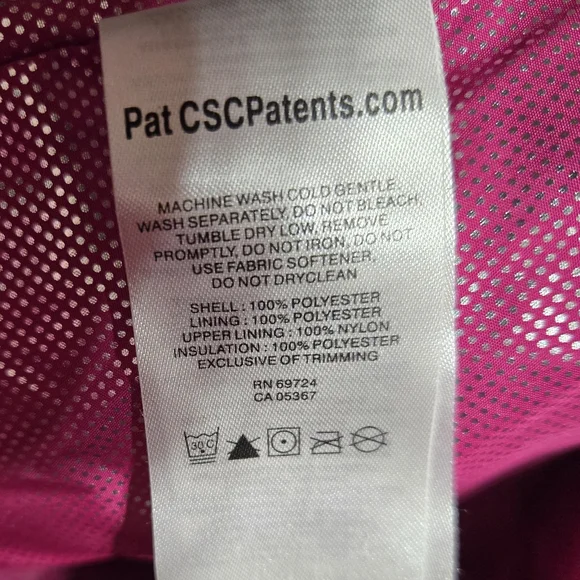 Pat CSCPatents.com
MACHINE WASH COLD GENTLE.
WASH SEPARATELY, DO NOT BLEACH,
TUMBLE DRY LOW, REMOVE
PROMPTLY, DO NOT IRON, DO NOT
USE FABRIC SOFTENER,
DO NOT DRYCLEAN
SHELL : 100% POLYESTER
LINING : 100% POLYESTER
UPPER LINING : 100% NYLON
INSULATION : 100% POLYESTER
EXCLUSIVE OF TRIMMING
RN 69724
CA 05367
30°C